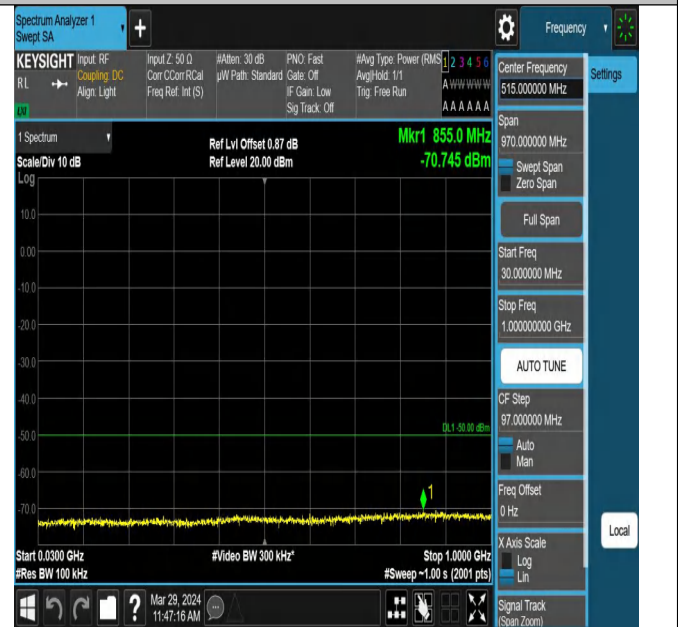 Spectrum Analyzer 1
Swept SA
+
Frequency
KEYSIGHT
RL
LXI
Input: RF
Coupling: DC
Align: Light
Input Z: 50 Ω
Corr CCorr RCal
Freq Ref: Int (S)
#Atten: 30 dB
µW Path: Standard
PNO: Fast
Gate: Off
IF Gain: Low
Sig Track: Off
#Avg Type: Power (RMS
Avg|Hold: 1/1
Trig: Free Run
1 2 3 4 5 6
A W W W W W
A A A A A A
1 Spectrum
Scale/Div 10 dB
Log
Ref Lvl Offset 0.87 dB
Ref Level 20.00 dBm
Mkr1 855.0 MHz
-70.745 dBm
10.0
0.00
-10.0
-20.0
-30.0
-40.0
-50.0
-60.0
-70.0
DL1 -50.00 dBm
1
Start 0.0300 GHz
#Res BW 100 kHz
#Video BW 300 kHz*
Stop 1.0000 GHz
#Sweep ~1.00 s (2001 pts)
?
Mar 29, 2024
11:47:16 AM
Center Frequency
515.000000 MHz
Span
970.000000 MHz
Swept Span
Zero Span
Full Span
Start Freq
30.000000 MHz
Stop Freq
1.000000000 GHz
AUTO TUNE
CF Step
97.000000 MHz
Auto
Man
Freq Offset
0 Hz
X Axis Scale
Log
Lin
Signal Track
(Span Zoom)
Settings
Local